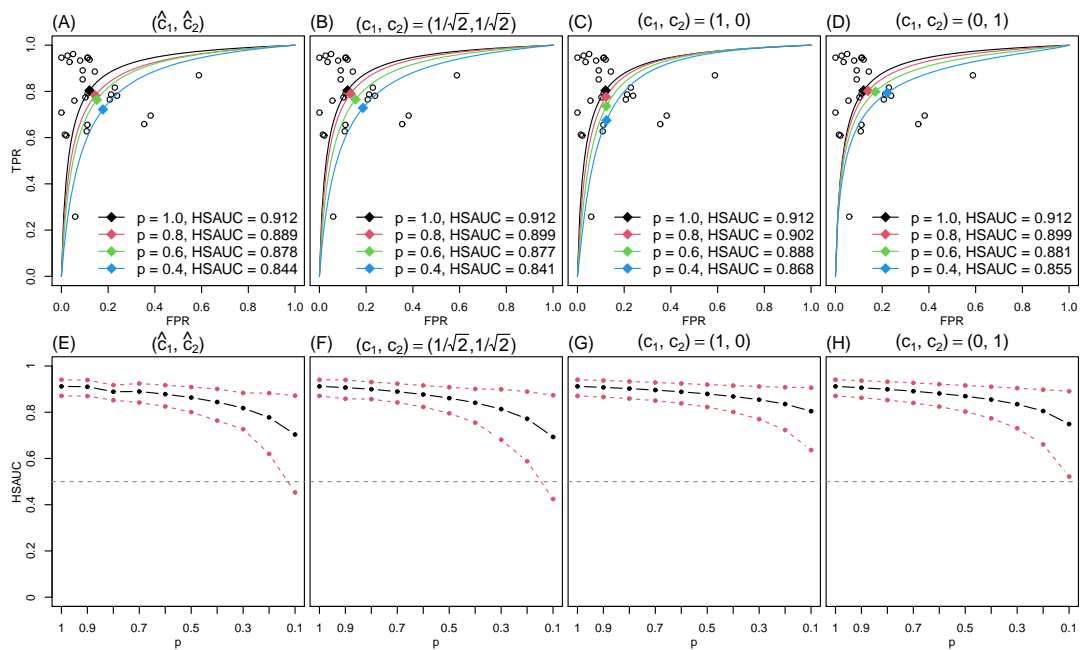 (A) (ĉ₁, ĉ₂)
(B) (c₁, c₂) = (1/√2,1/√2)
(C) (c₁, c₂) = (1, 0)
(D) (c₁, c₂) = (0, 1)
TPR
1.0
0.8
0.6
0.4
0.2
0.0
p = 1.0, HSAUC = 0.912
p = 0.8, HSAUC = 0.889
p = 0.6, HSAUC = 0.878
p = 0.4, HSAUC = 0.844
p = 1.0, HSAUC = 0.912
p = 0.8, HSAUC = 0.899
p = 0.6, HSAUC = 0.877
p = 0.4, HSAUC = 0.841
p = 1.0, HSAUC = 0.912
p = 0.8, HSAUC = 0.902
p = 0.6, HSAUC = 0.888
p = 0.4, HSAUC = 0.868
p = 1.0, HSAUC = 0.912
p = 0.8, HSAUC = 0.899
p = 0.6, HSAUC = 0.881
p = 0.4, HSAUC = 0.855
0.0 0.2 0.4 0.6 0.8 1.0
0.0 0.2 0.4 0.6 0.8 1.0
0.0 0.2 0.4 0.6 0.8 1.0
0.0 0.2 0.4 0.6 0.8 1.0
FPR
FPR
FPR
FPR
(E) (ĉ₁, ĉ₂)
(F) (c₁, c₂) = (1/√2,1/√2)
(G) (c₁, c₂) = (1, 0)
(H) (c₁, c₂) = (0, 1)
HSAUC
1
0.8
0.6
0.4
0.2
0
1 0.9 0.7 0.5 0.3 0.1
1 0.9 0.7 0.5 0.3 0.1
1 0.9 0.7 0.5 0.3 0.1
1 0.9 0.7 0.5 0.3 0.1
p
p
p
p